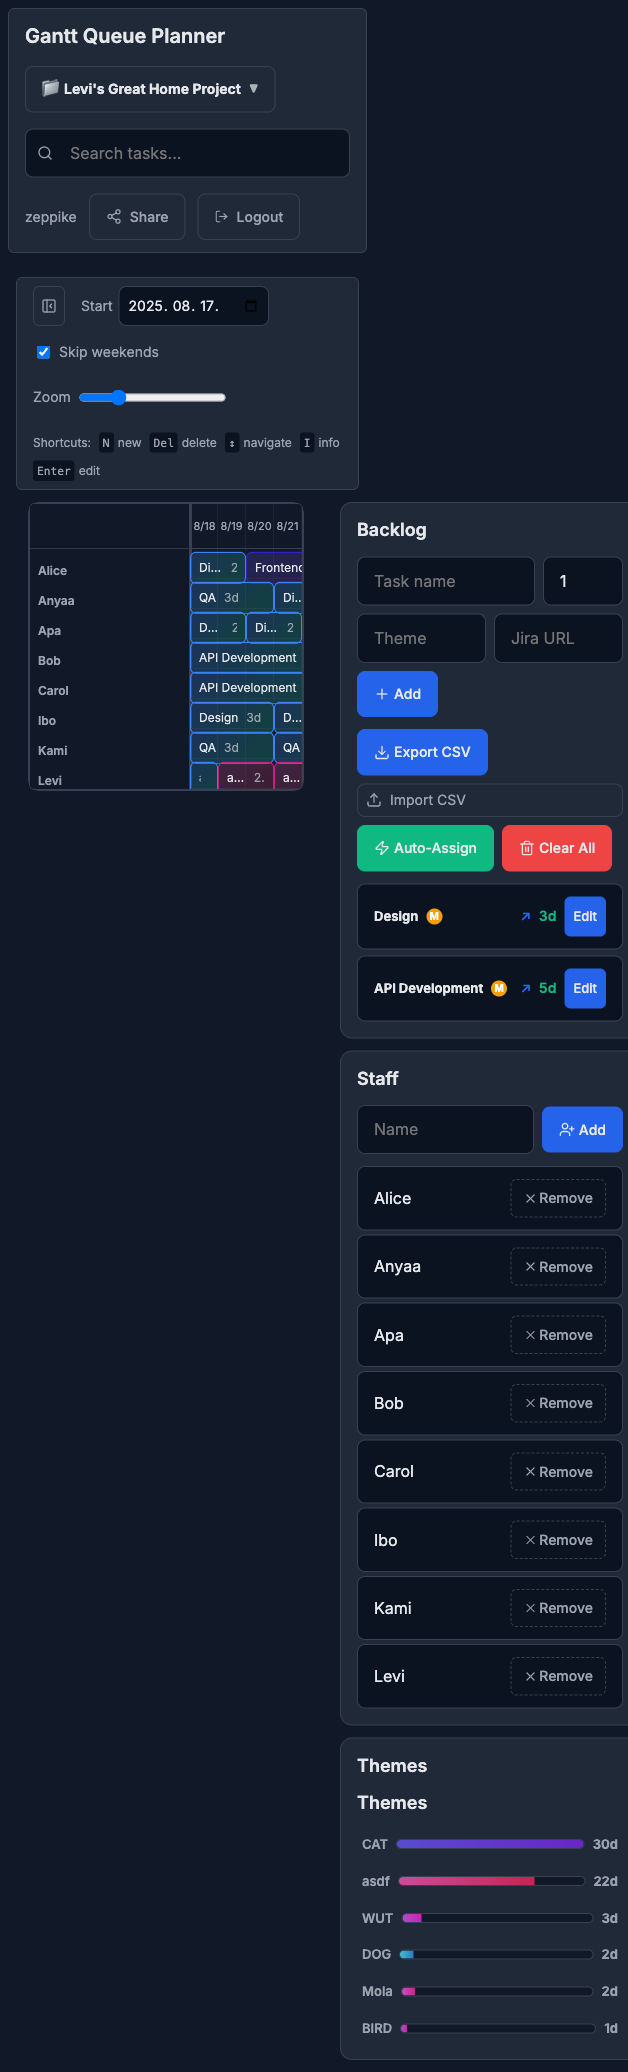 Gantt Queue Planner
Levi's Great Home Project ▼
Search tasks...
zeppike Share Logout
Start 2025. 08. 17.
Skip weekends
Zoom
Shortcuts: N new Del delete ↕ navigate I info
Enter edit
8/18 8/19 8/20 8/21
Alice Di... 2 Frontend
Anyaa QA 3d Di...
Apa D... 2 Di... 2
Bob API Development
Carol API Development
Ibo Design 3d D...
Kami QA 3d QA
Levi a... 2. a...
Backlog
Task name 1
Theme Jira URL
Add
Export CSV
Import CSV
Auto-Assign Clear All
Design M 3d Edit
API Development M 5d Edit
Staff
Name Add
Alice Remove
Anyaa Remove
Apa Remove
Bob Remove
Carol Remove
Ibo Remove
Kami Remove
Levi Remove
Themes
Themes
CAT 30d
asdf 22d
WUT 3d
DOG 2d
Mola 2d
BIRD 1d